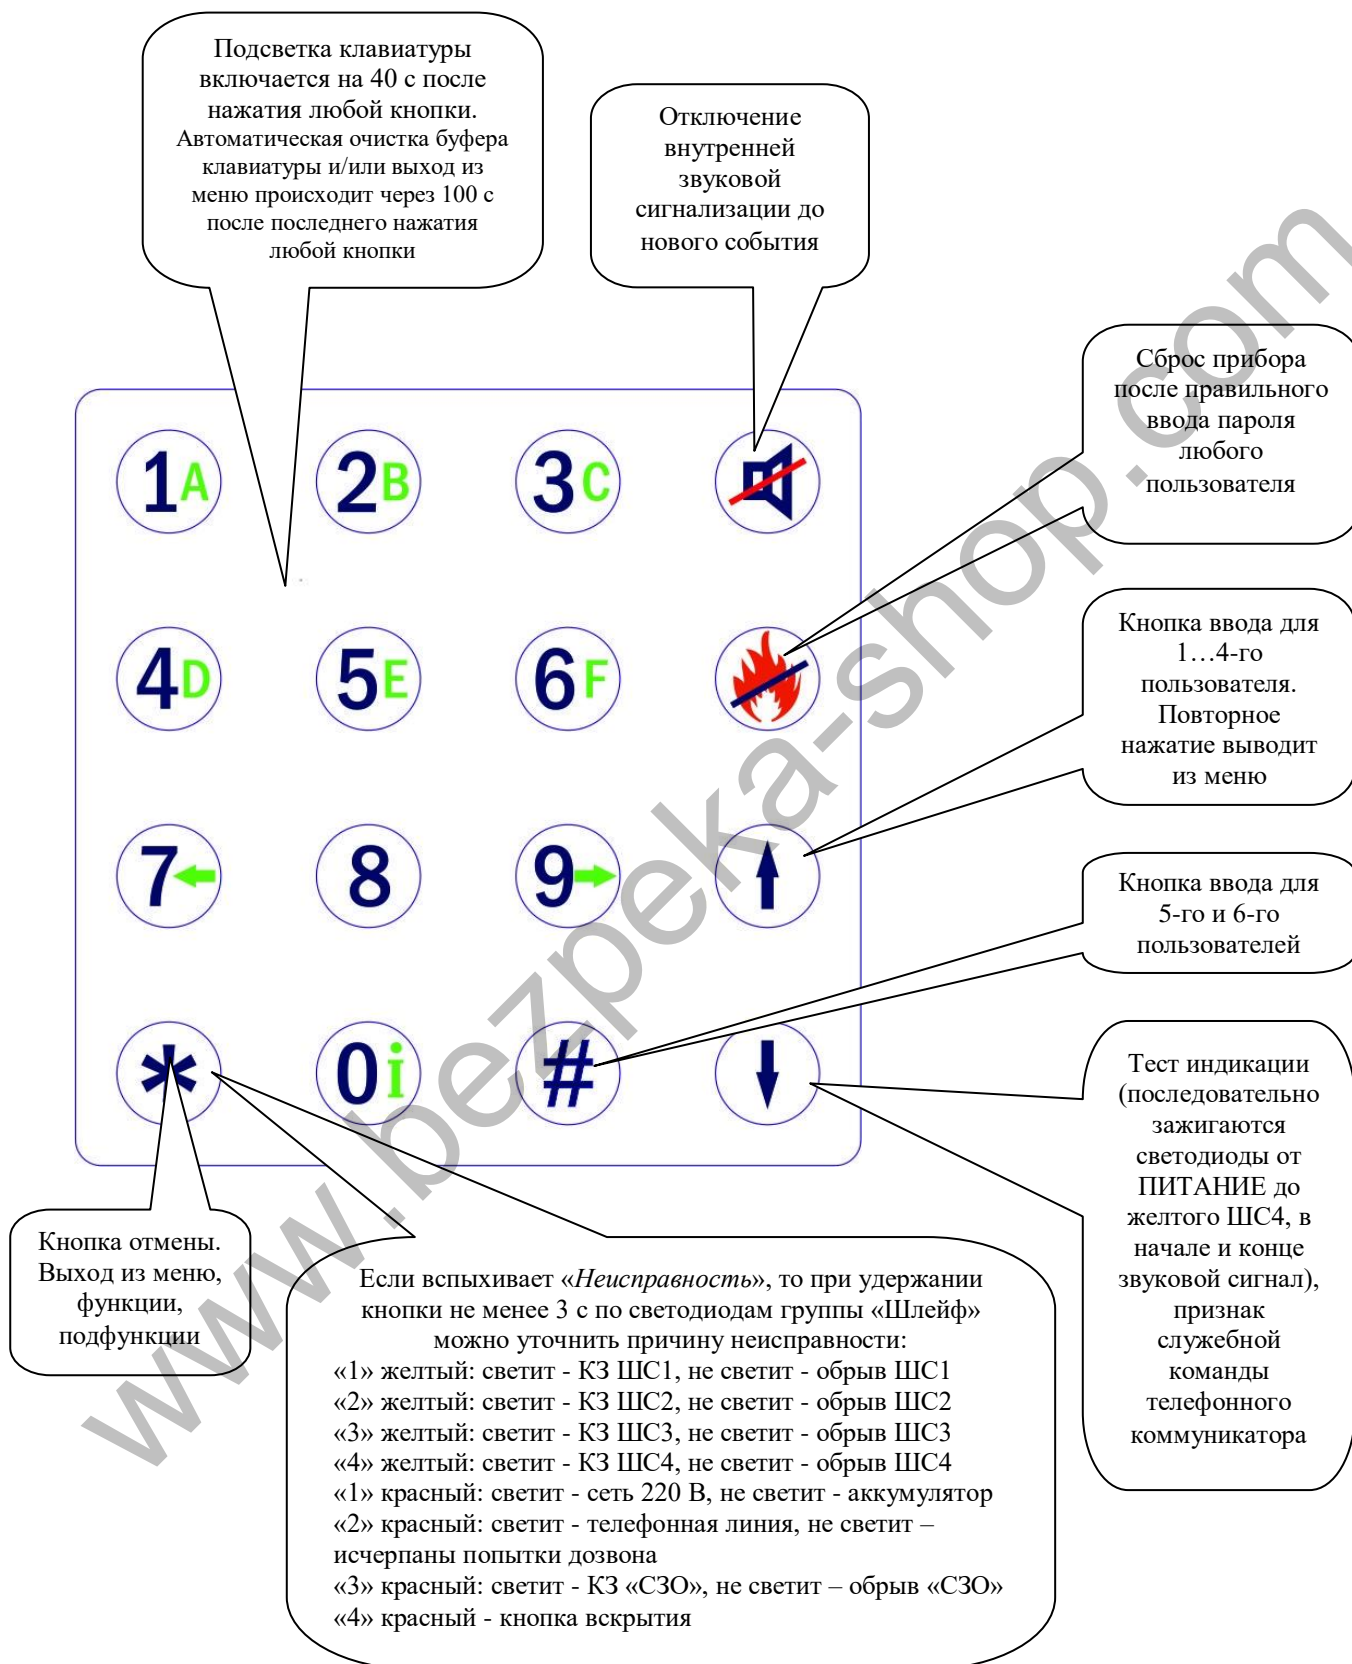 Подсветка клавиатуры
включается на 40 с после
нажатия любой кнопки.
Автоматическая очистка буфера
клавиатуры и/или выход из
меню происходит через 100 с
после последнего нажатия
любой кнопки
Отключение
внутренней
звуковой
сигнализации до
нового события
Сброс прибора
после правильного
ввода пароля
любого
пользователя
1A 2B 3C
4D 5E 6F
Кнопка ввода для
1…4-го
пользователя.
Повторное
нажатие выводит
из меню
7 8 9
Кнопка ввода для
5-го и 6-го
пользователей
* 0i #
Тест индикации
(последовательно
зажигаются
светодиоды от
ПИТАНИЕ до
желтого ШС4, в
начале и конце
звуковой сигнал),
признак
служебной
команды
телефонного
коммуникатора
Кнопка отмены.
Выход из меню,
функции,
подфункции
Если вспыхивает «Неисправность», то при удержании
кнопки не менее 3 с по светодиодам группы «Шлейф»
можно уточнить причину неисправности:
«1» желтый: светит - КЗ ШС1, не светит - обрыв ШС1
«2» желтый: светит - КЗ ШС2, не светит - обрыв ШС2
«3» желтый: светит - КЗ ШС3, не светит - обрыв ШС3
«4» желтый: светит - КЗ ШС4, не светит - обрыв ШС4
«1» красный: светит - сеть 220 В, не светит - аккумулятор
«2» красный: светит - телефонная линия, не светит –
исчерпаны попытки дозвона
«3» красный: светит - КЗ «СЗО», не светит – обрыв «СЗО»
«4» красный - кнопка вскрытия
www.bezpeka-shop.com